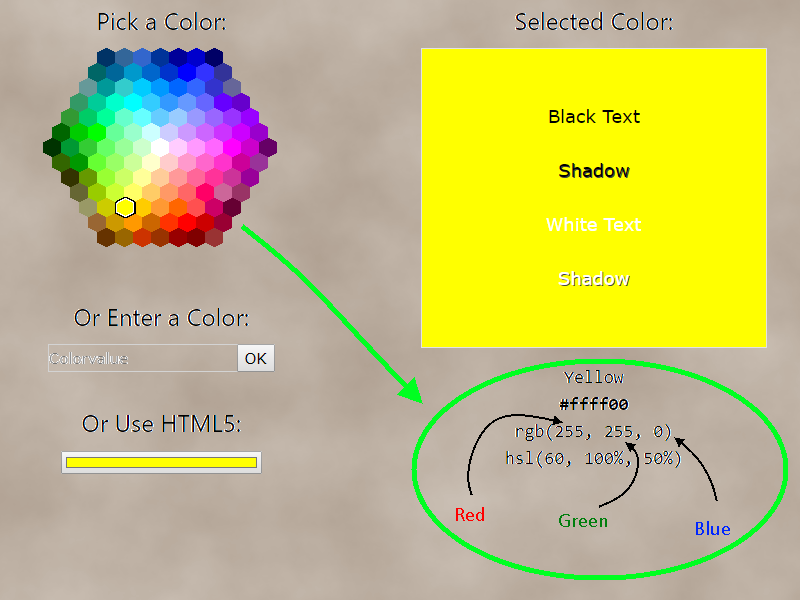 Pick a Color:
Or Enter a Color:
Colorvalue
OK
Or Use HTML5:
Selected Color:
Black Text
Shadow
White Text
Shadow
Yellow
#ffff00
rgb(255, 255, 0)
hsl(60, 100%, 50%)
Red
Green
Blue